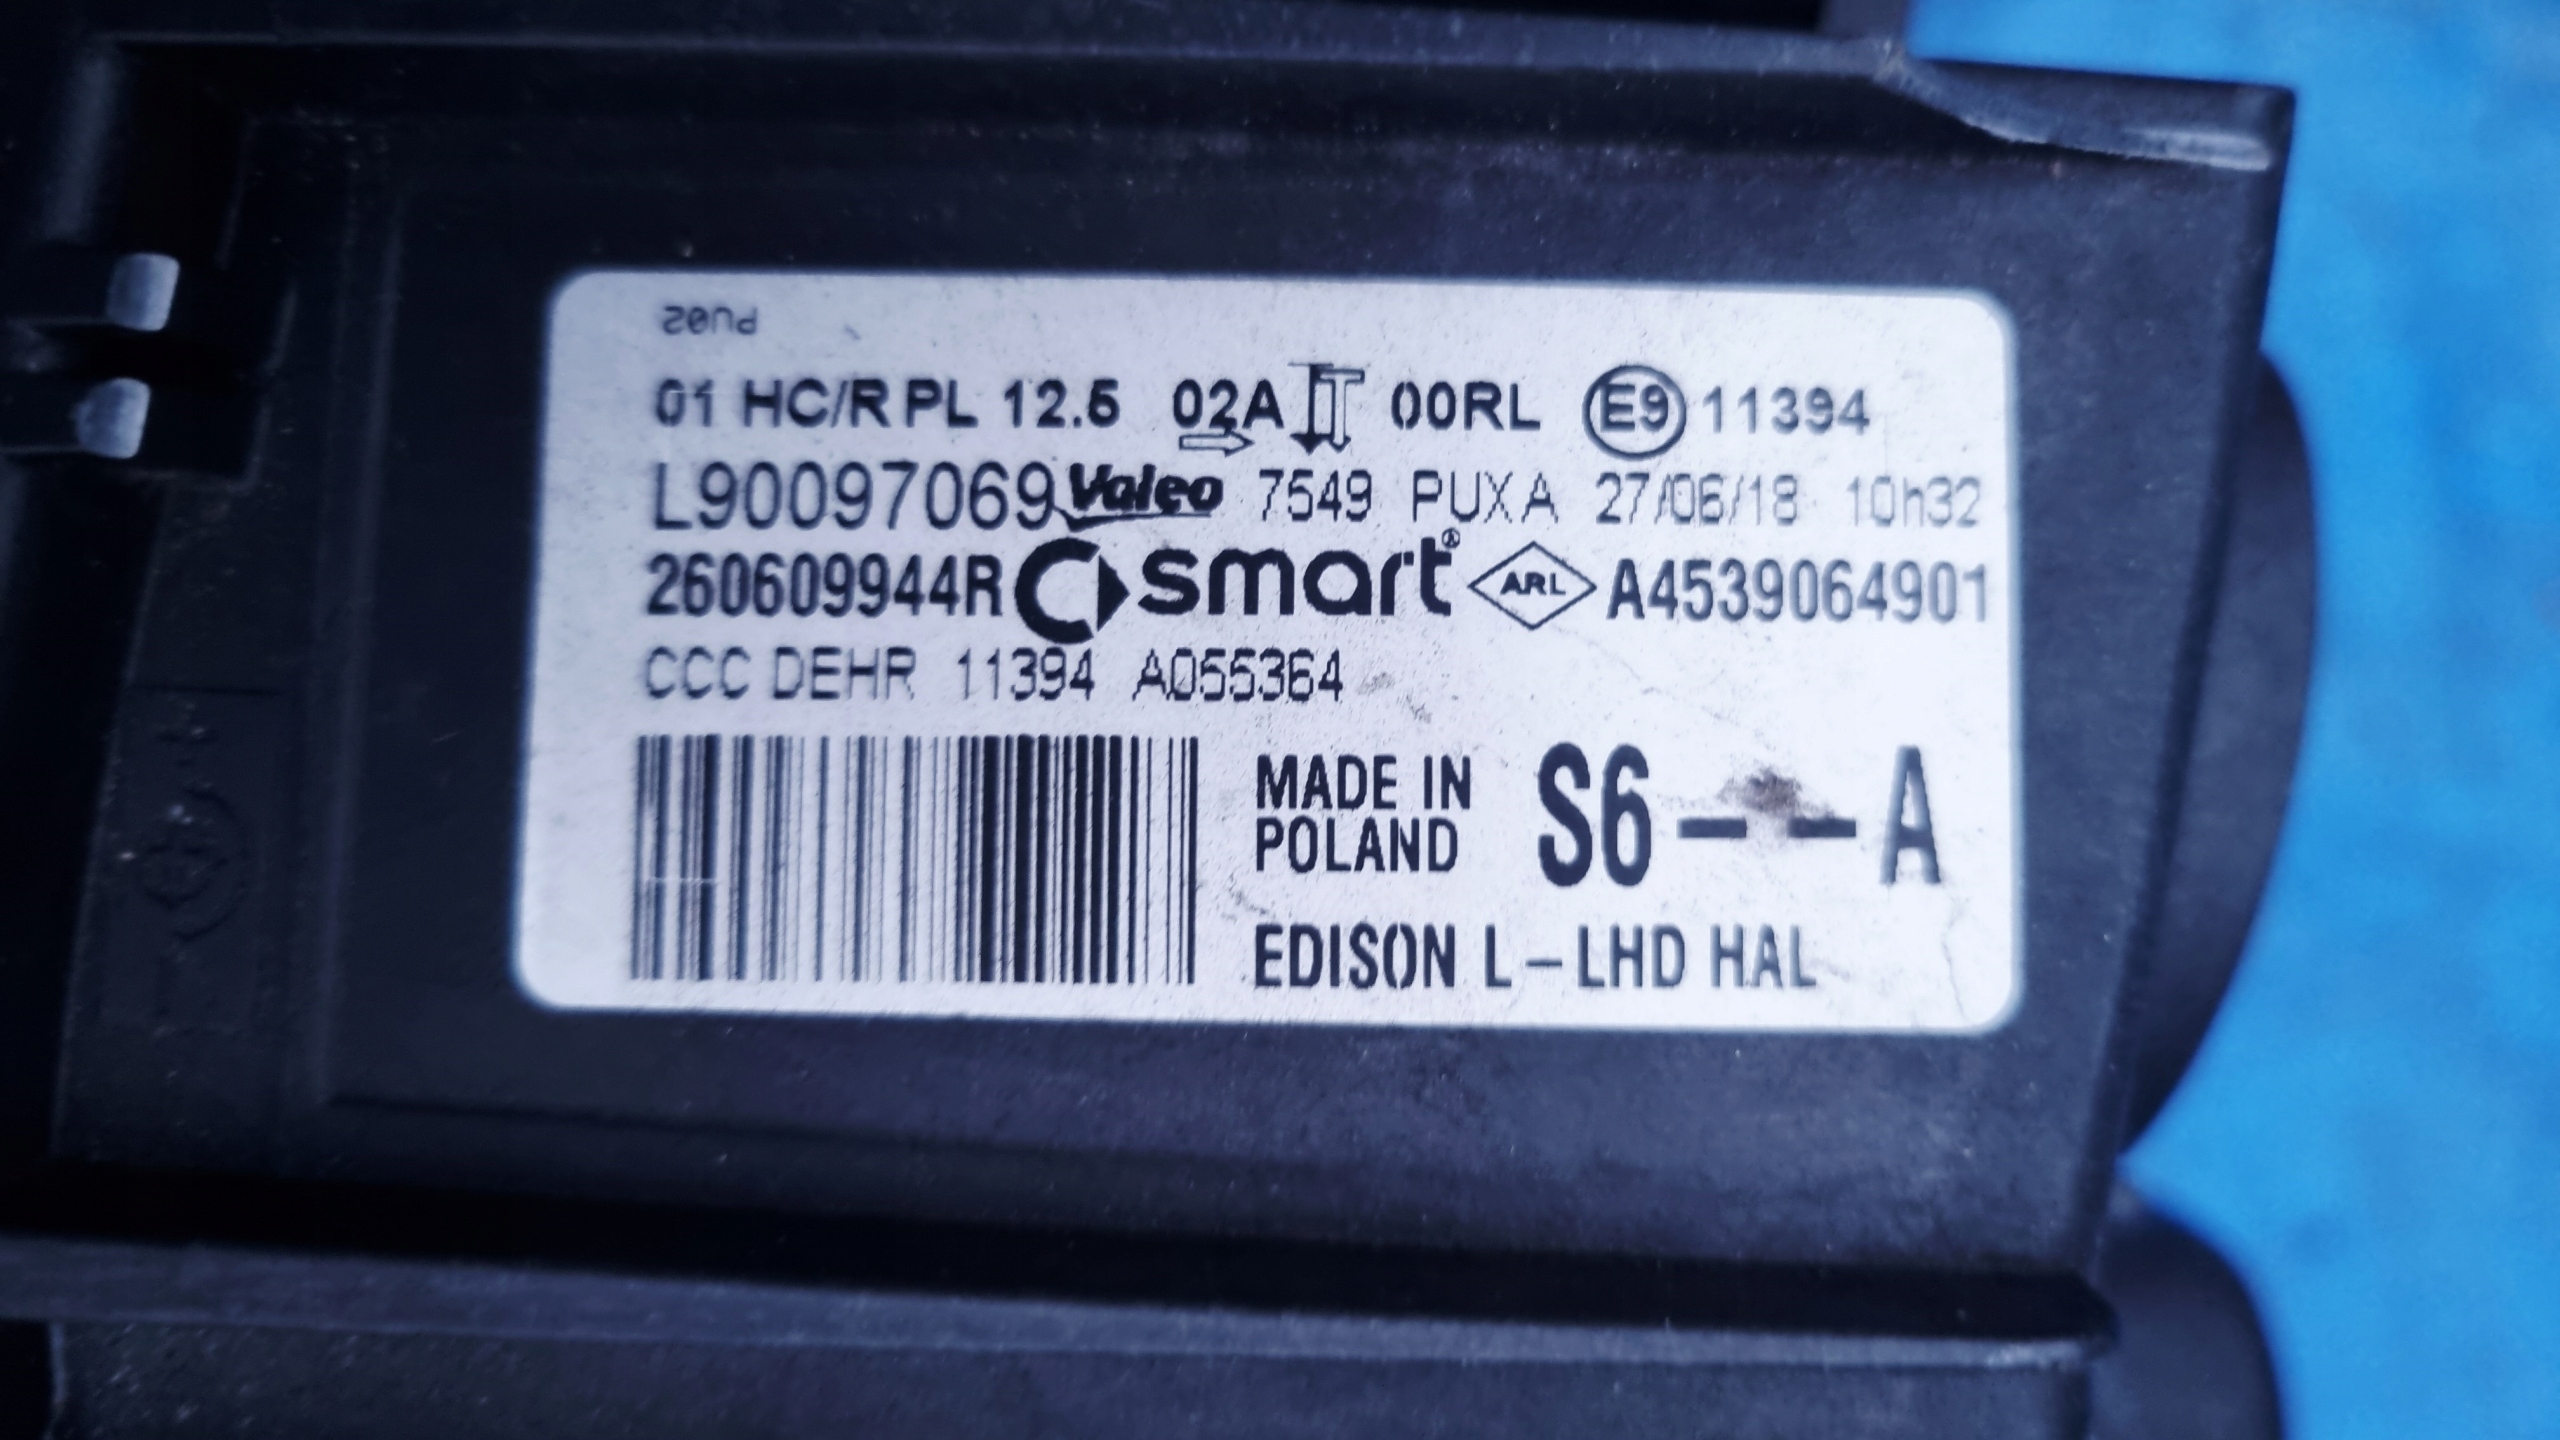 PU02
01 HC/R PL 12.5 02A 00RL E9 11394
L90097069 Valeo 7549 PUXA 27/06/18 10h32
260609944R smart® ARL A4539064901
CCC DEHR 11394 A055364
MADE IN
POLAND
S6--A
EDISON L-LHD HAL